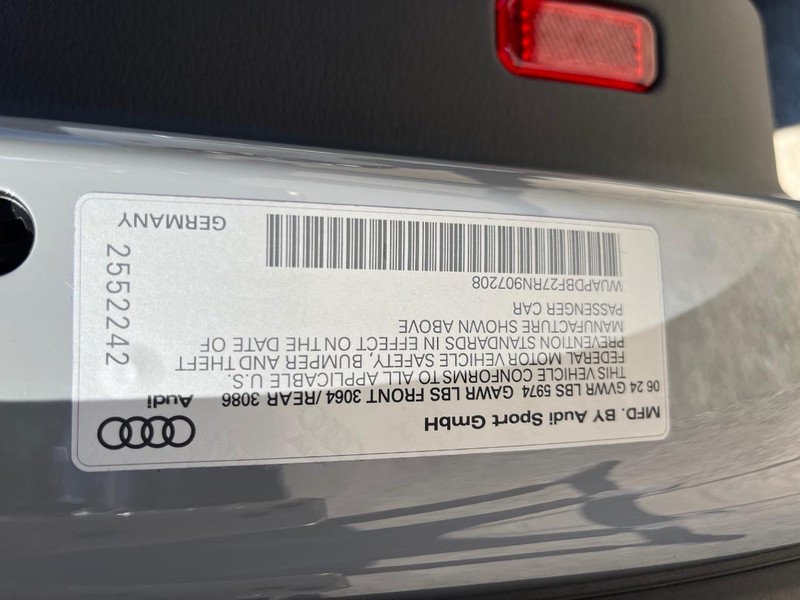 MFD. BY Audi Sport GmbH
06 24 GVWR LBS 5974 GAWR LBS FRONT 3064 /REAR 3086
THIS VEHICLE CONFORMS TO ALL APPLICABLE U.S.
FEDERAL MOTOR VEHICLE SAFETY, BUMPER AND THEFT
PREVENTION STANDARDS IN EFFECT ON THE DATE OF
MANUFACTURE SHOWN ABOVE
PASSENGER CAR
WUAPDBF27RN907208
Audi
2552242
GERMANY